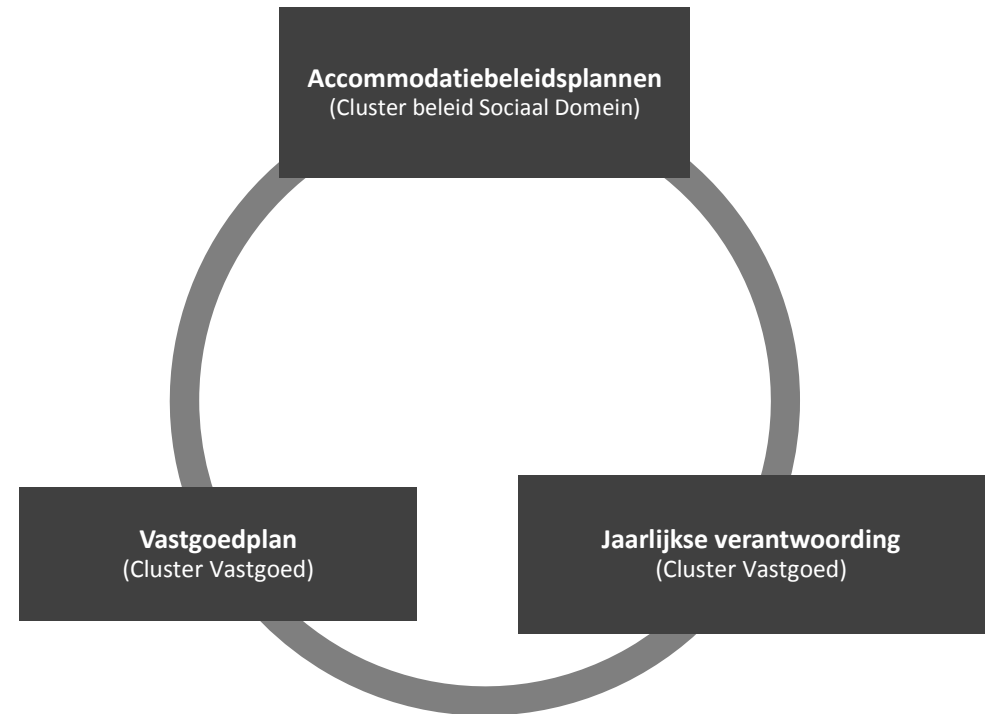 Accommodatiebeleidsplannen
(Cluster beleid Sociaal Domein)
Vastgoedplan
(Cluster Vastgoed)
Jaarlijkse verantwoording
(Cluster Vastgoed)